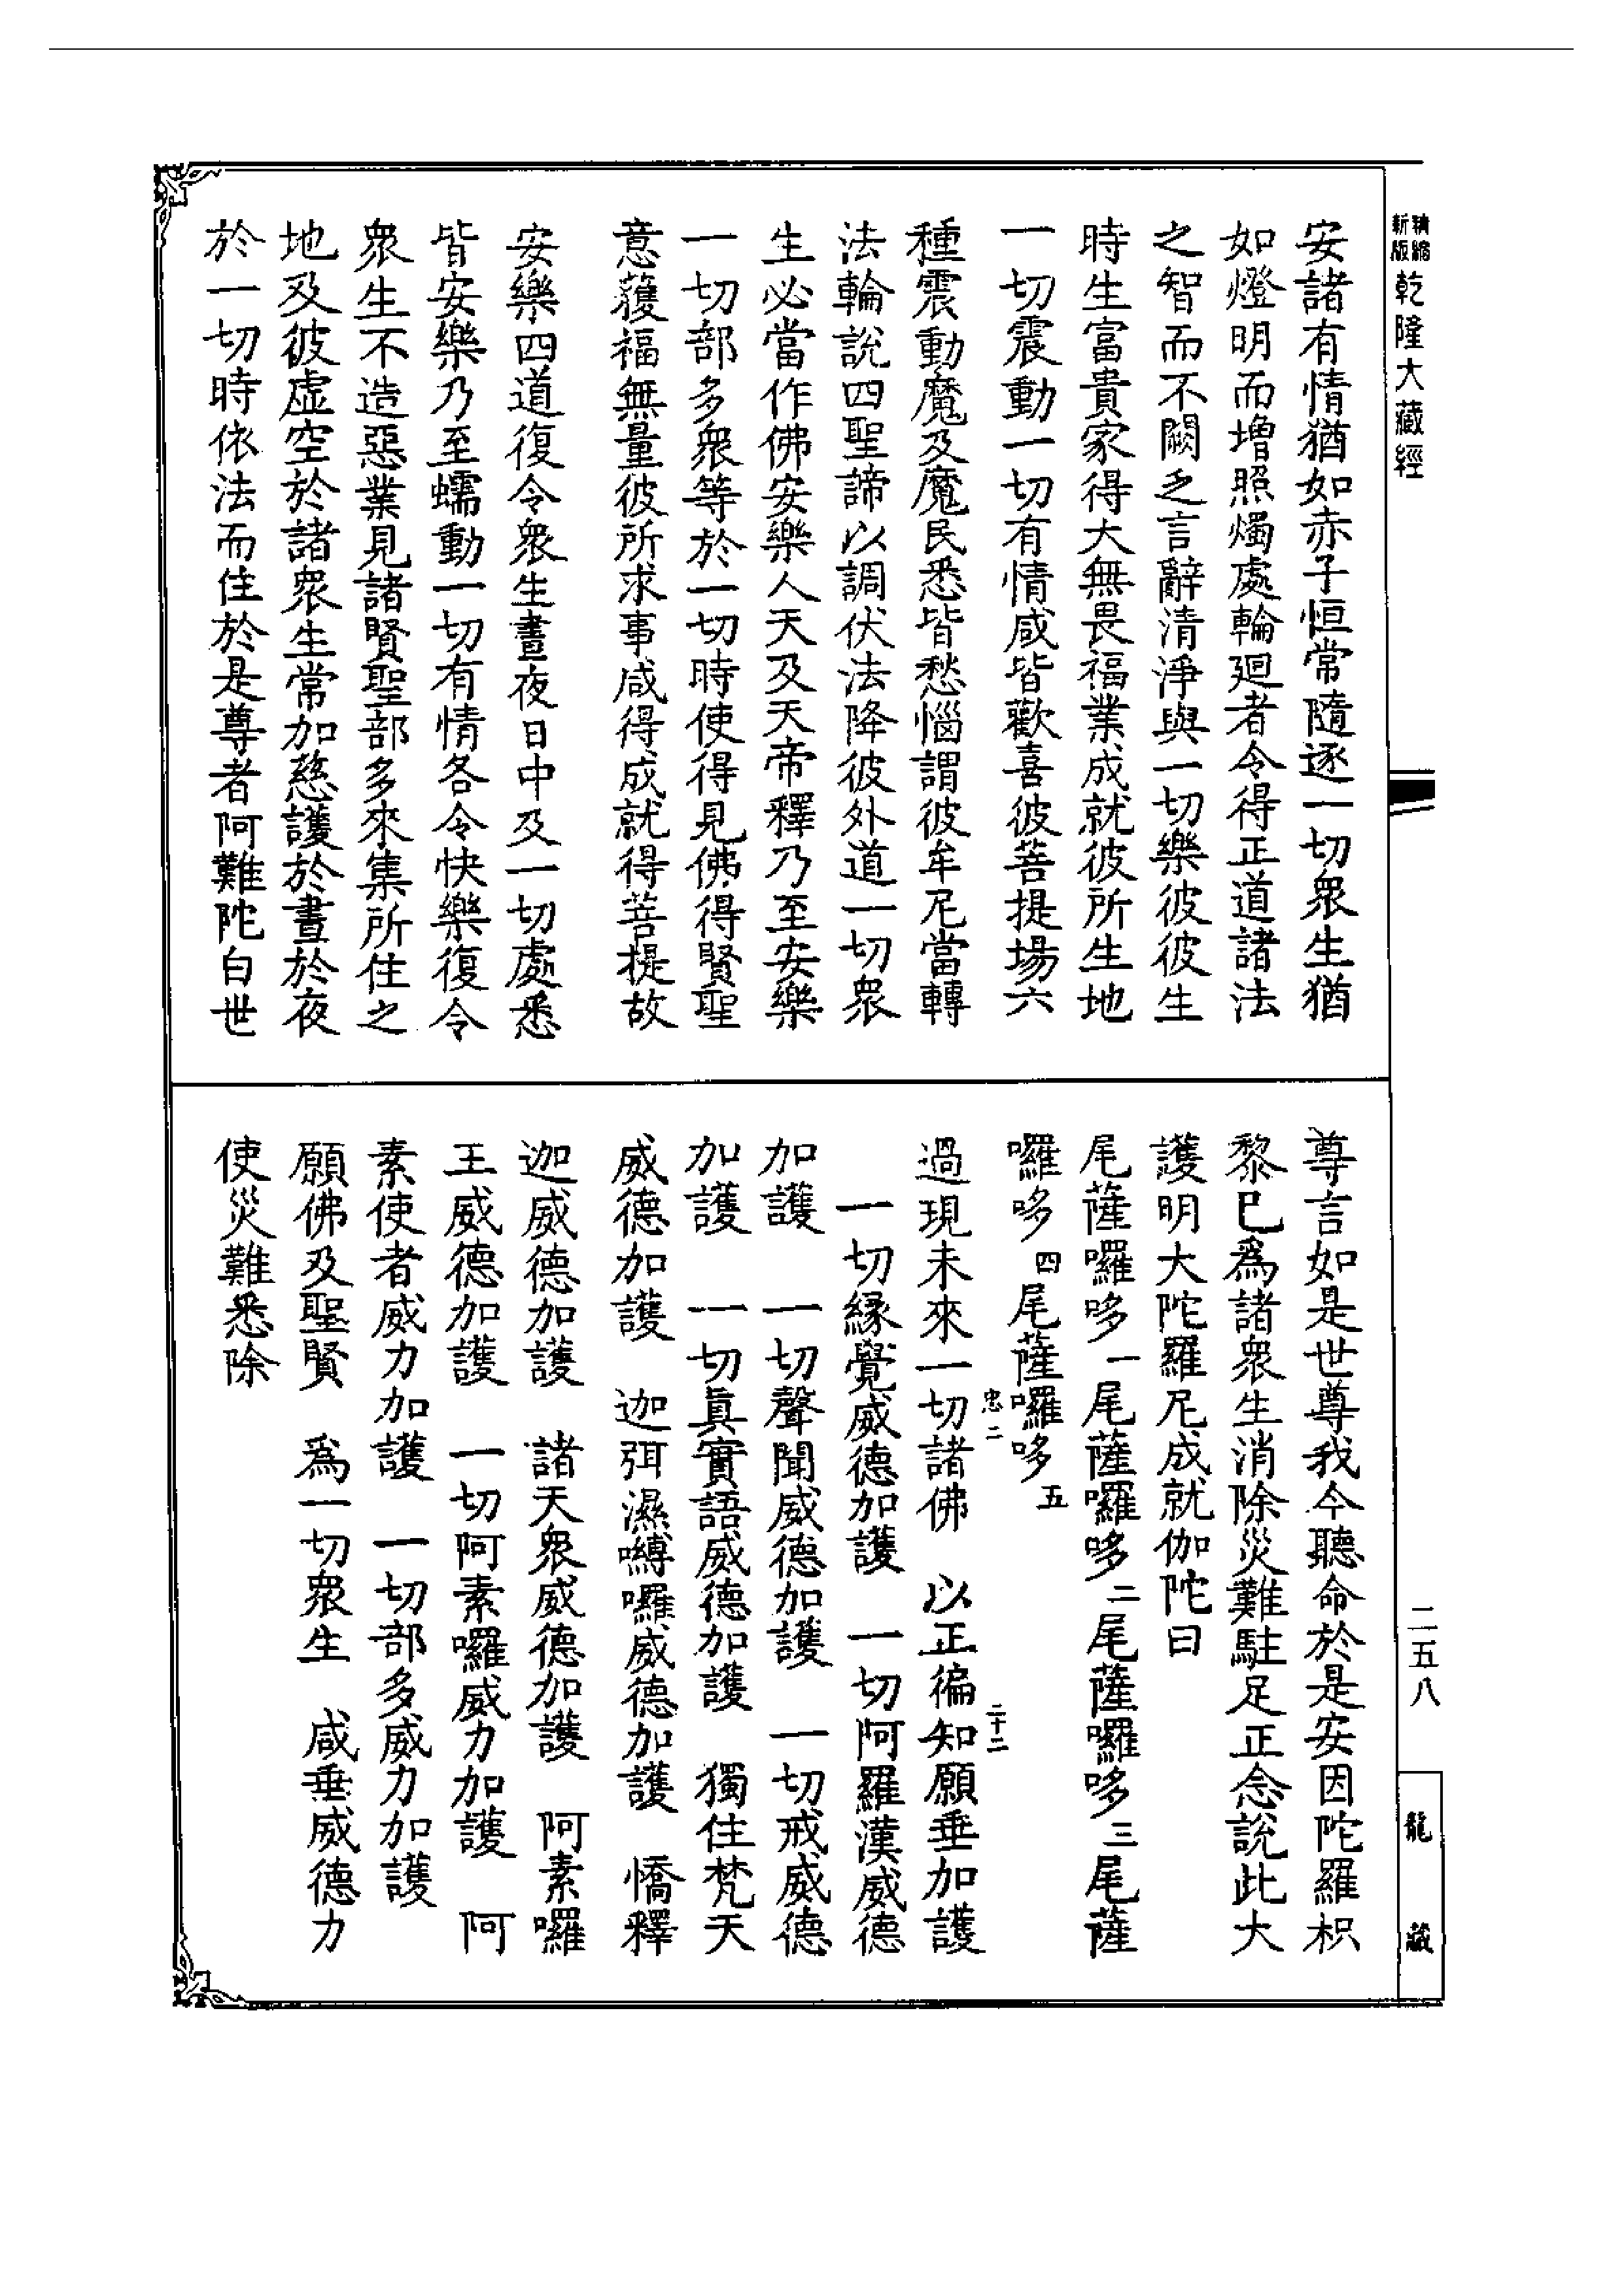 精縮新版 乾隆大藏經
安諸有情猶如赤子恒常隨逐一切衆生猶
如燈明而增照燭處輪廻者令得正道諸法
之智而不闕乏言辭清淨與一切樂彼彼生
時生富貴家得大無畏福業成就彼所生地
一切震動一切有情咸皆歡喜彼菩提場六
種震動魔及魔民悉皆愁惱謂彼牟尼當轉
法輪說四聖諦以調伏法降彼外道一切衆
生必當作佛安樂人天及天帝釋乃至安樂
一切部多衆等於一切時使得見佛得賢聖
意薩福無量彼所求事咸得成就得菩提故
安樂四道復令衆生晝夜日中及一切處悉
皆安樂乃至蠕動一切有情各令快樂復令
衆生不造惡業見諸賢聖部多來集所住之
地及彼虛空於諸衆生常加慈護於晝於夜
於一切時依法而住於是尊者阿難陀白世
尊言如是世尊我今聽命於是安因陀羅枳
黎已爲諸衆生消除災難駐足正念說此大
護明大陀羅尼成就伽陀曰
尾薩囉哆一尾薩囉哆二尾薩囉哆三尾薩
囉哆四尾薩囉哆五
過現未來一切諸佛 以正徧知願垂加護
一切緣覺威德加護 一切阿羅漢威德
加護 一切聲聞威德加護 一切戒威德
加護 一切眞實語威德加護 獨住梵天
威德加護 迦弭濕嚩囉威德加護 憍釋
迦威德加護 諸天衆威德加護 阿素囉
王威德加護 一切阿素囉威力加護 阿
素使者威力加護 一切部多威力加護
願佛及聖賢 爲一切衆生 咸垂威德力
使災難悉除
忠二
二十二
二五八
龍藏